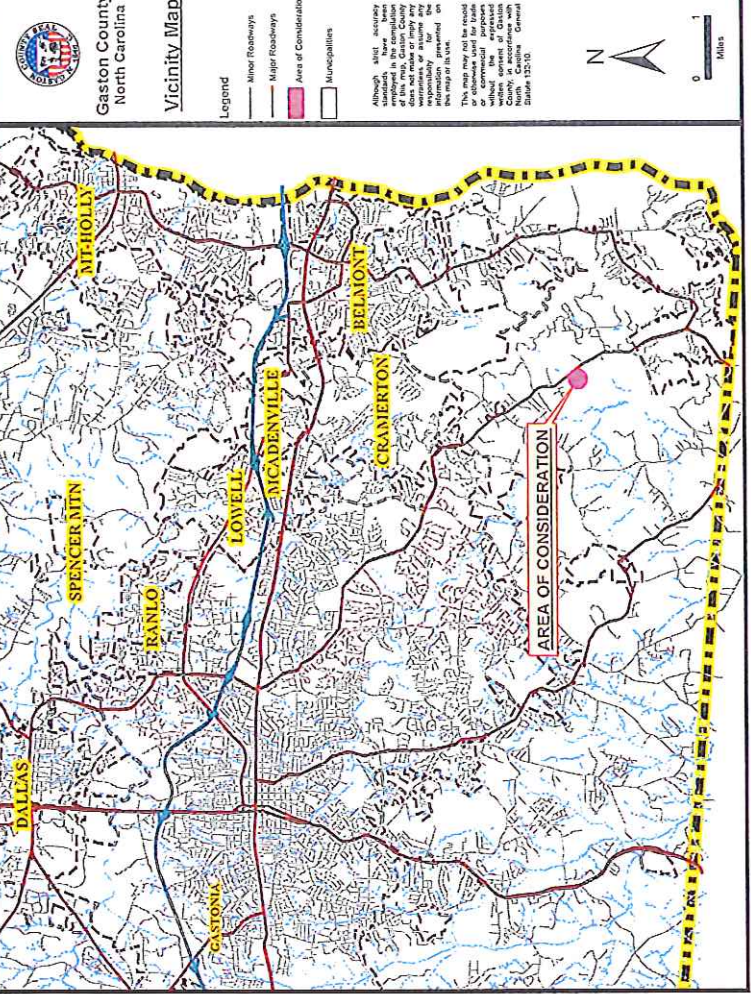 GASTON COUNTY SEAL
Gaston County
North Carolina
Vicinity Map
Legend
Minor Roadways
Major Roadways
Area of Consideration
Municipalities
Although strict accuracy
standards have been
employed in the compilation
of this map, Gaston County
does not make or imply any
warranties or assume any
responsibility for the
information presented on
this map or its use.
This map may not be resold
or otherwise used for trade
or commercial purposes
without the expressed
written consent of Gaston
County, in accordance with
North Carolina General
Statute 132-10
N
0 1
Miles
DALLAS
SPENCER MTN
MT HOLLY
RANLO
LOWELL
MCADENVILLE
BELMONT
CRAMERTON
GASTONIA
AREA OF CONSIDERATION